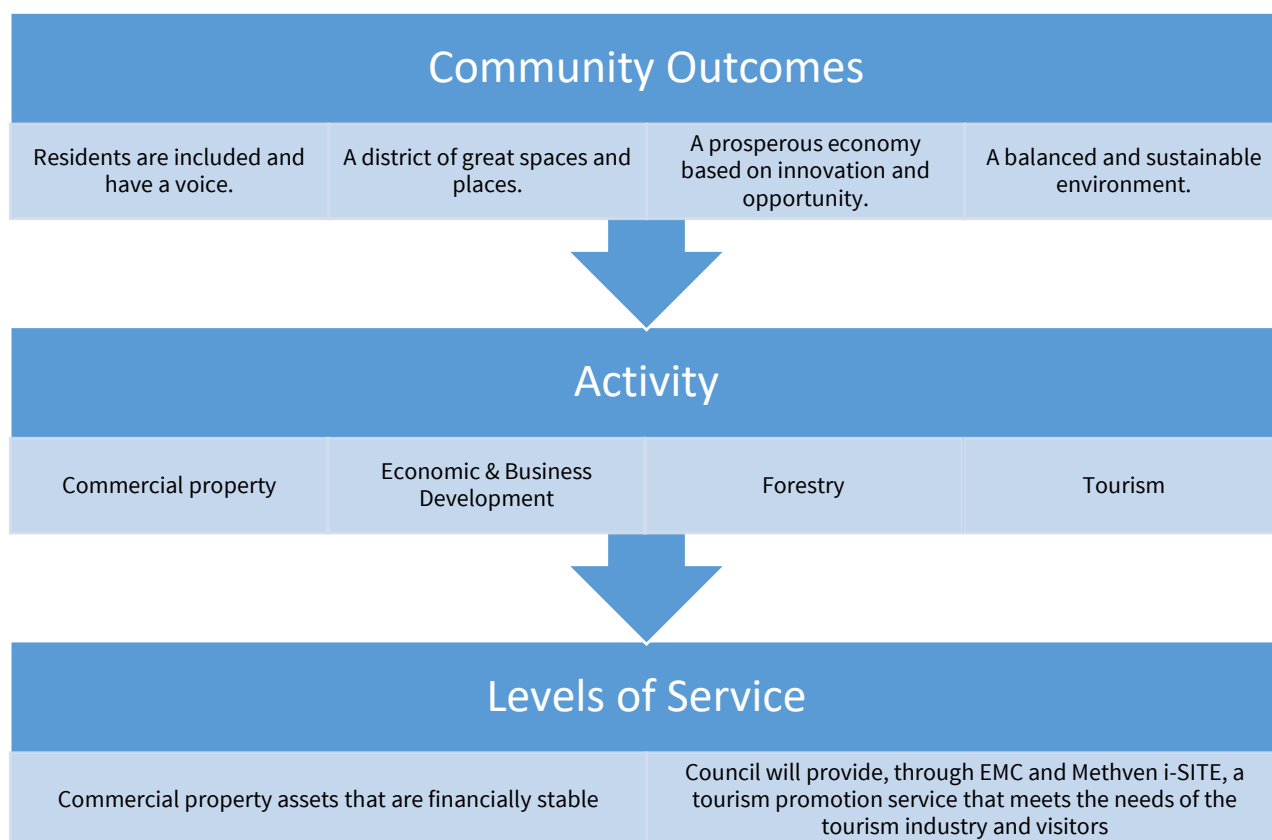 Community Outcomes
Residents are included and
have a voice.
A district of great spaces and
places.
A prosperous economy
based on innovation and
opportunity.
A balanced and sustainable
environment.
Activity
Commercial property
Economic & Business
Development
Forestry
Tourism
Levels of Service
Commercial property assets that are financially stable
Council will provide, through EMC and Methven i-SITE, a
tourism promotion service that meets the needs of the
tourism industry and visitors